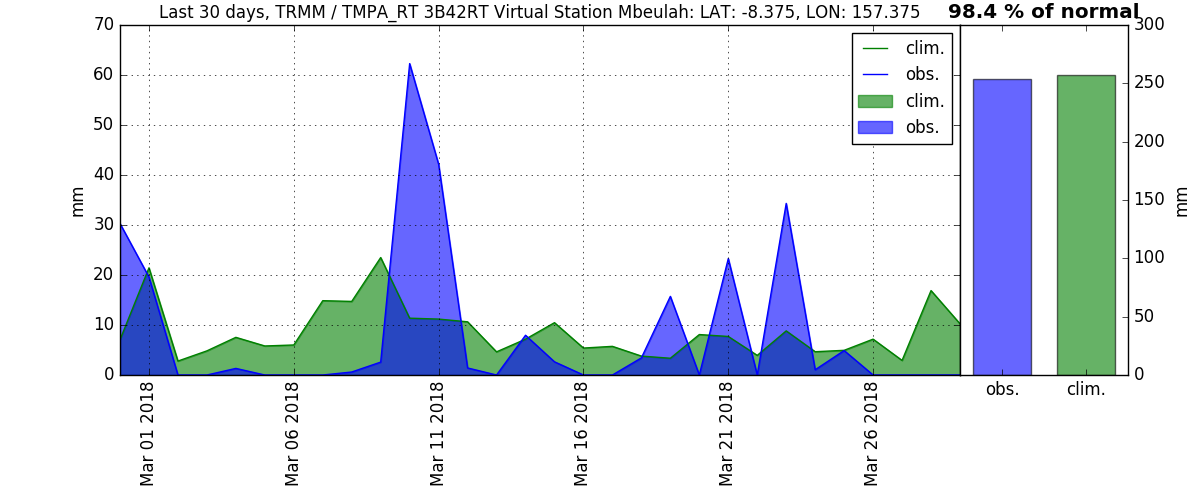 Last 30 days, TRMM / TMPA_RT 3B42RT Virtual Station Mbeulah: LAT: -8.375, LON: 157.375
98.4 % of normal
70
60
50
40
30
20
10
0
mm
clim.
obs.
clim.
obs.
Mar 01 2018
Mar 06 2018
Mar 11 2018
Mar 16 2018
Mar 21 2018
Mar 26 2018
300
250
200
150
100
50
0
mm
obs.
clim.